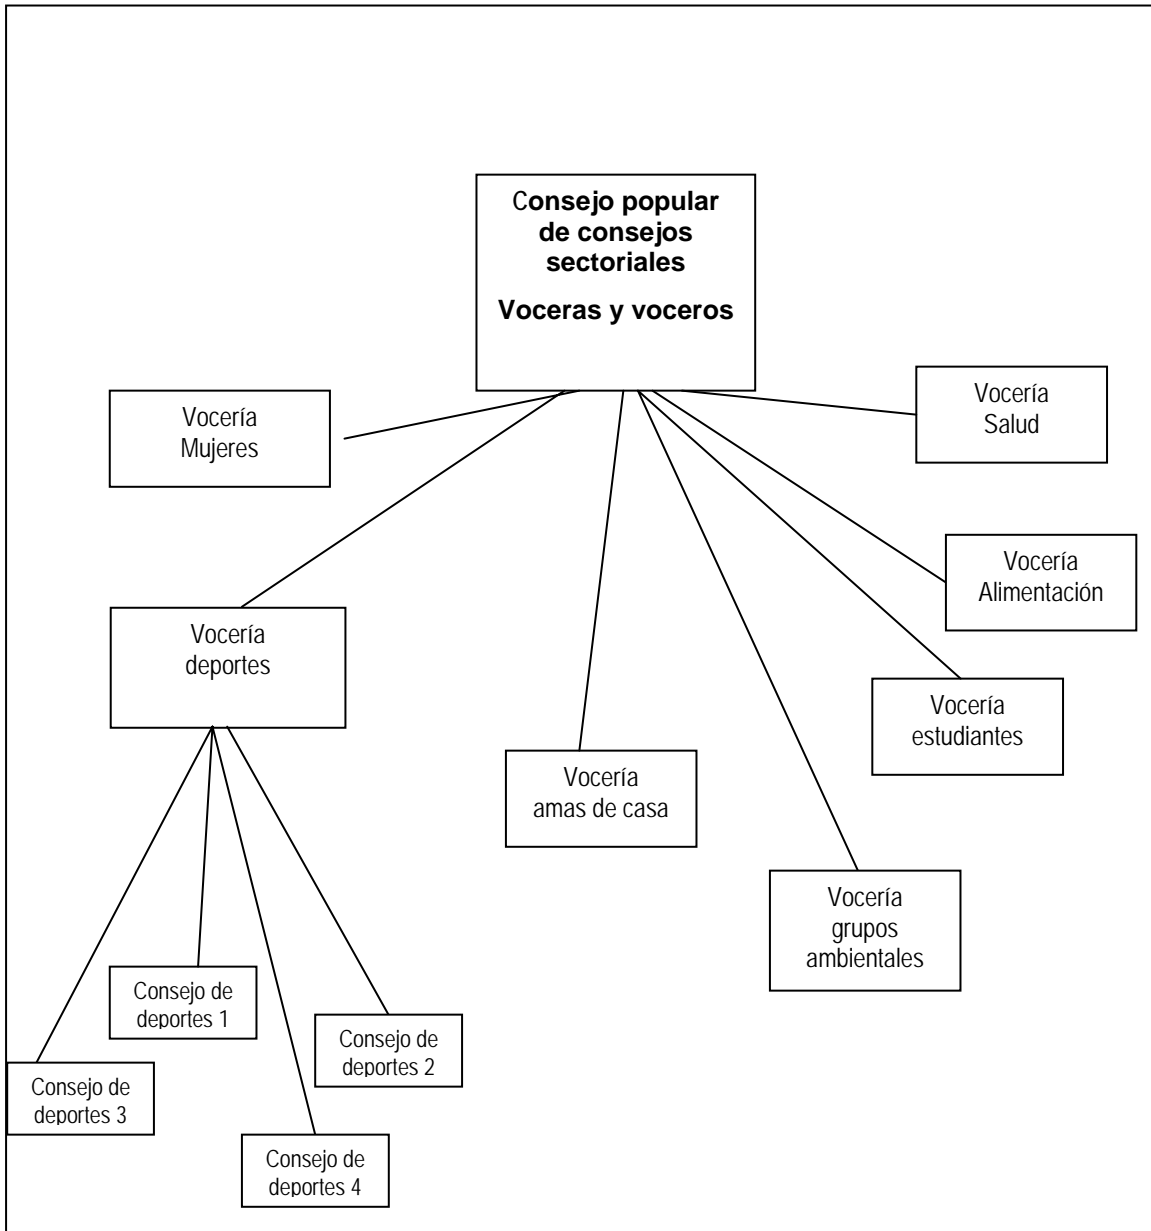 Consejo popular
de consejos
sectoriales
Voceras y voceros
Vocería
Mujeres
Vocería
Salud
Vocería
Alimentación
Vocería
deportes
Vocería
estudiantes
Vocería
amas de casa
Vocería
grupos
ambientales
Consejo de
deportes 1
Consejo de
deportes 2
Consejo de
deportes 3
Consejo de
deportes 4